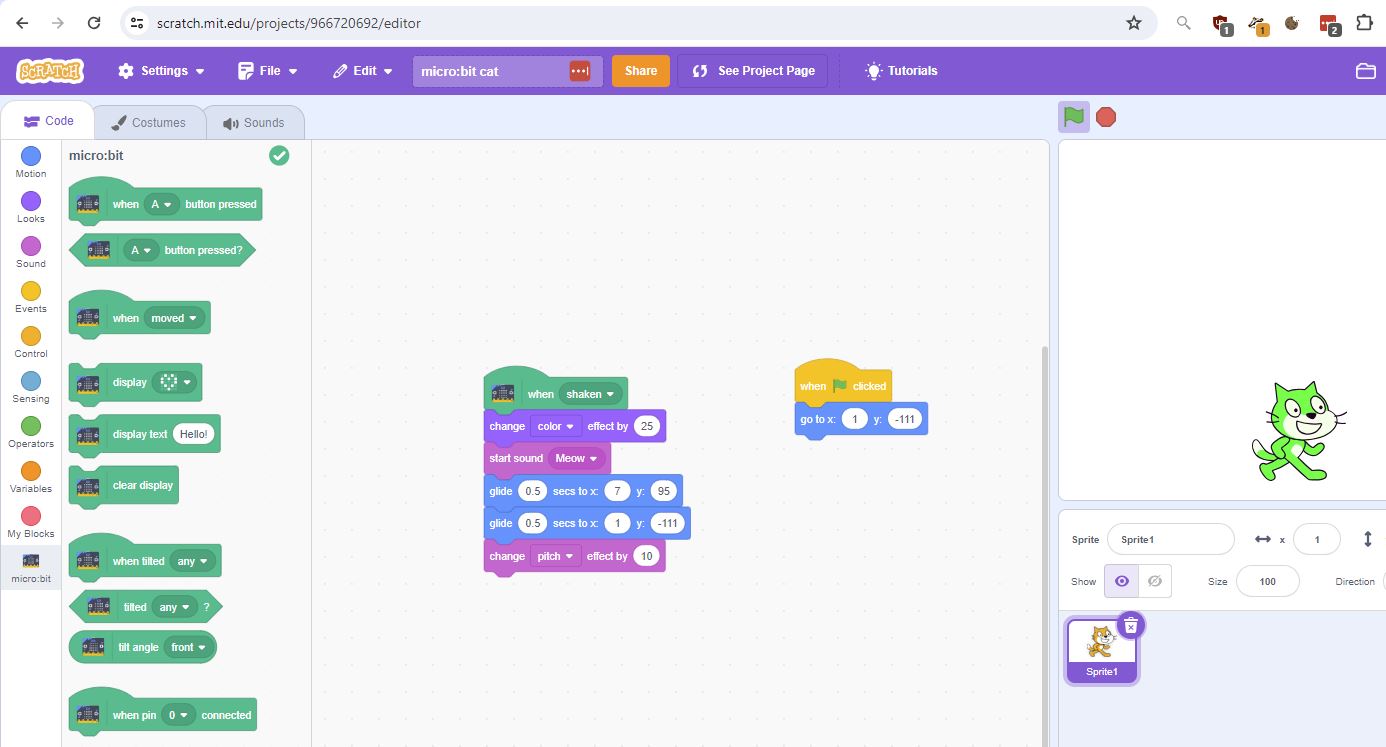 scratch.mit.edu/projects/966720692/editor
1
1
2
SCRATCH
Settings
File
Edit
micro:bit cat
Share
See Project Page
Tutorials
Code
Costumes
Sounds
Motion
Looks
Sound
Events
Control
Sensing
Operators
Variables
My Blocks
micro:bit
micro:bit
when A button pressed
A button pressed?
when moved
display
display text Hello!
clear display
when tilted any
tilted any ?
tilt angle front
when pin 0 connected
when shaken
change color effect by 25
start sound Meow
glide 0.5 secs to x: 7 y: 95
glide 0.5 secs to x: 1 y: -111
change pitch effect by 10
when clicked
go to x: 1 y: -111
Sprite Sprite1 x 1
Show Size 100 Direction
Sprite1